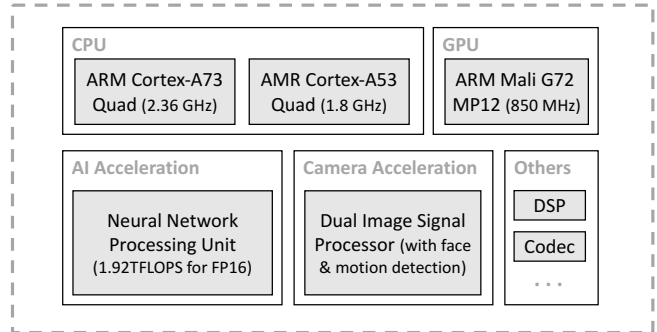 CPU
ARM Cortex-A73
Quad (2.36 GHz)
AMR Cortex-A53
Quad (1.8 GHz)
GPU
ARM Mali G72
MP12 (850 MHz)
AI Acceleration
Neural Network
Processing Unit
(1.92TFLOPS for FP16)
Camera Acceleration
Dual Image Signal
Processor (with face
& motion detection)
Others
DSP
Codec
...